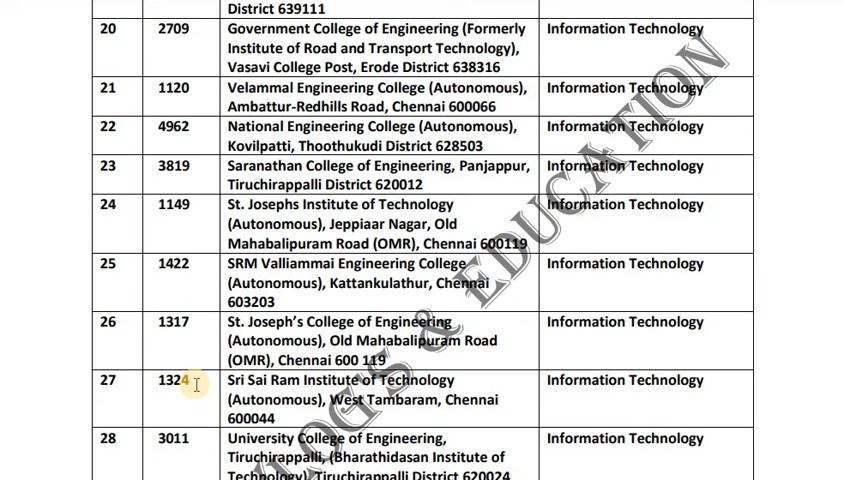 District 639111
20 2709 Government College of Engineering (Formerly Information Technology
Institute of Road and Transport Technology),
Vasavi College Post, Erode District 638316
21 1120 Velammal Engineering College (Autonomous), Information Technology
Ambattur-Redhills Road, Chennai 600066
22 4962 National Engineering College (Autonomous), Information Technology
Kovilpatti, Thoothukudi District 628503
23 3819 Saranathan College of Engineering, Panjappur, Information Technology
Tiruchirappalli District 620012
24 1149 St. Josephs Institute of Technology Information Technology
(Autonomous), Jeppiaar Nagar, Old
Mahabalipuram Road (OMR), Chennai 600119
25 1422 SRM Valliammai Engineering College Information Technology
(Autonomous), Kattankulathur, Chennai
603203
26 1317 St. Joseph's College of Engineering Information Technology
(Autonomous), Old Mahabalipuram Road
(OMR), Chennai 600 119
27 1324 Sri Sai Ram Institute of Technology Information Technology
(Autonomous), West Tambaram, Chennai
600044
28 3011 University College of Engineering, Information Technology
Tiruchirappalli, (Bharathidasan Institute of
Technology), Tiruchirappalli District 620024
LOG'S & EDUCATION